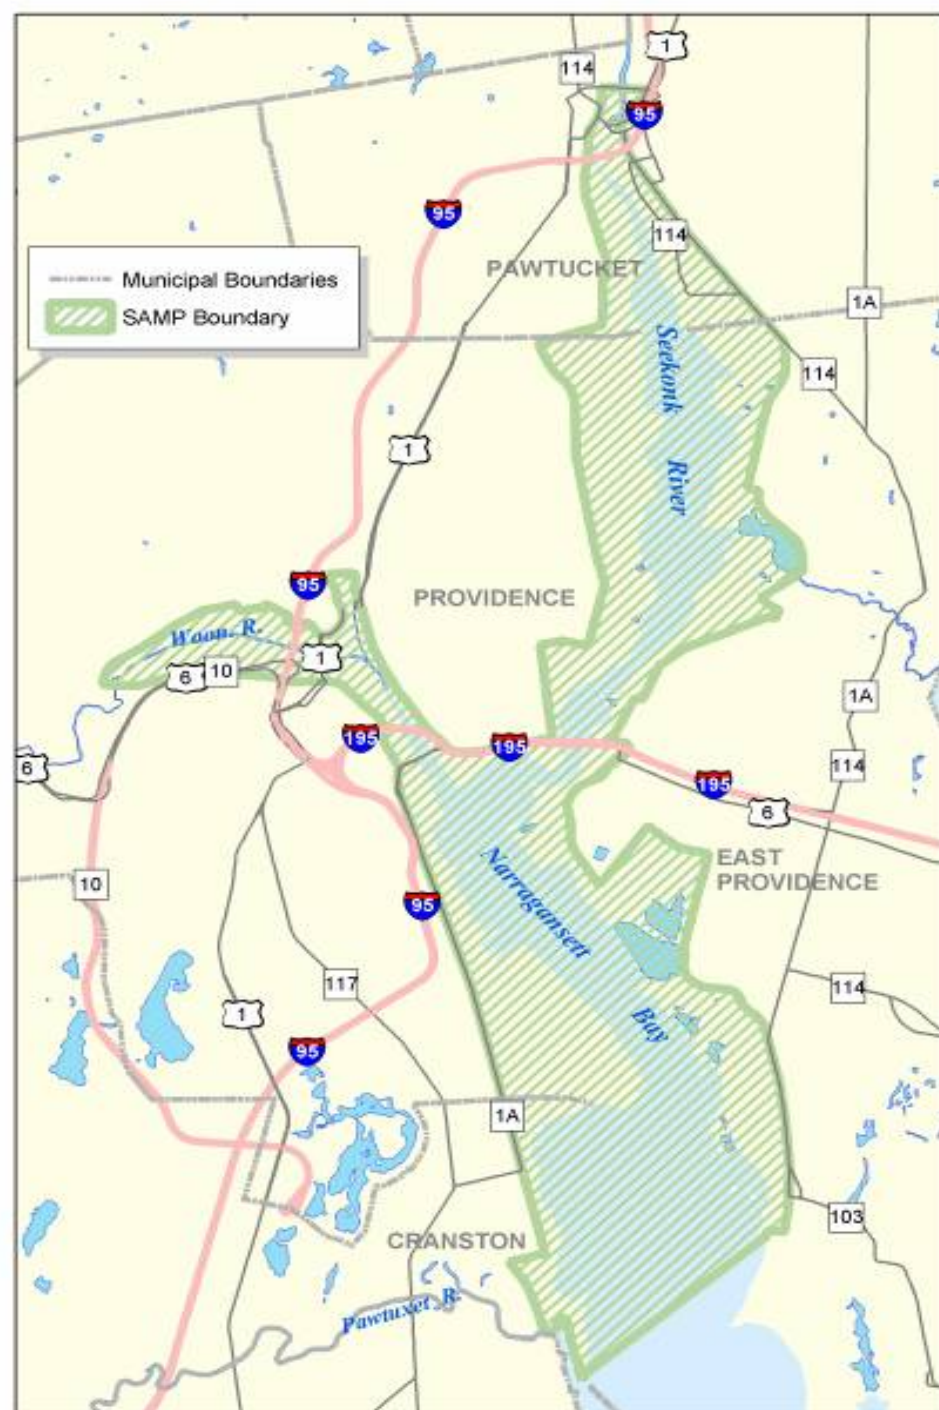 1
114
95
95
114
Municipal Boundaries
SAMP Boundary
PAWTUCKET
1A
114
Seekonk
River
1
95
PROVIDENCE
Woon. R.
1
10
6
1A
195
195
6
114
195
6
EAST
PROVIDENCE
Narragansett
Bay
10
95
117
114
1
95
1A
103
CRANSTON
Pawtuxet R.